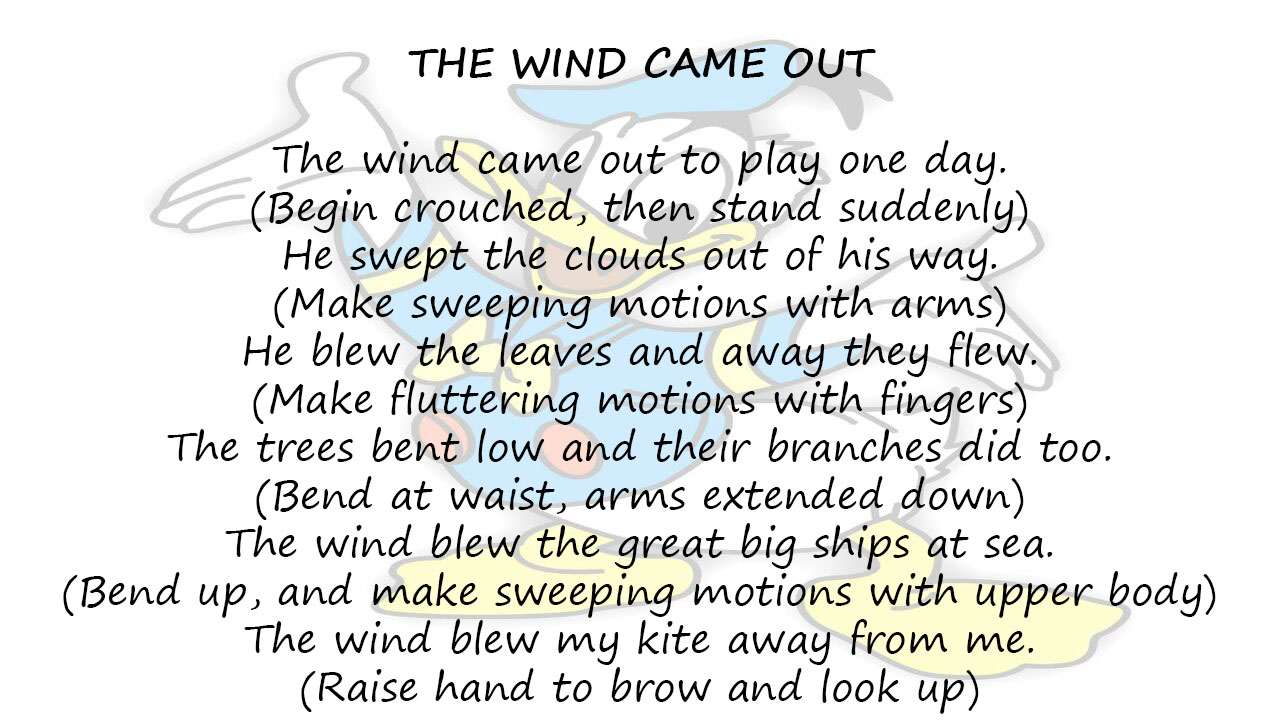 THE WIND CAME OUT
The wind came out to play one day.
(Begin crouched, then stand suddenly)
He swept the clouds out of his way.
(Make sweeping motions with arms)
He blew the leaves and away they flew.
(Make fluttering motions with fingers)
The trees bent low and their branches did too.
(Bend at waist, arms extended down)
The wind blew the great big ships at sea.
(Bend up, and make sweeping motions with upper body)
The wind blew my kite away from me.
(Raise hand to brow and look up)